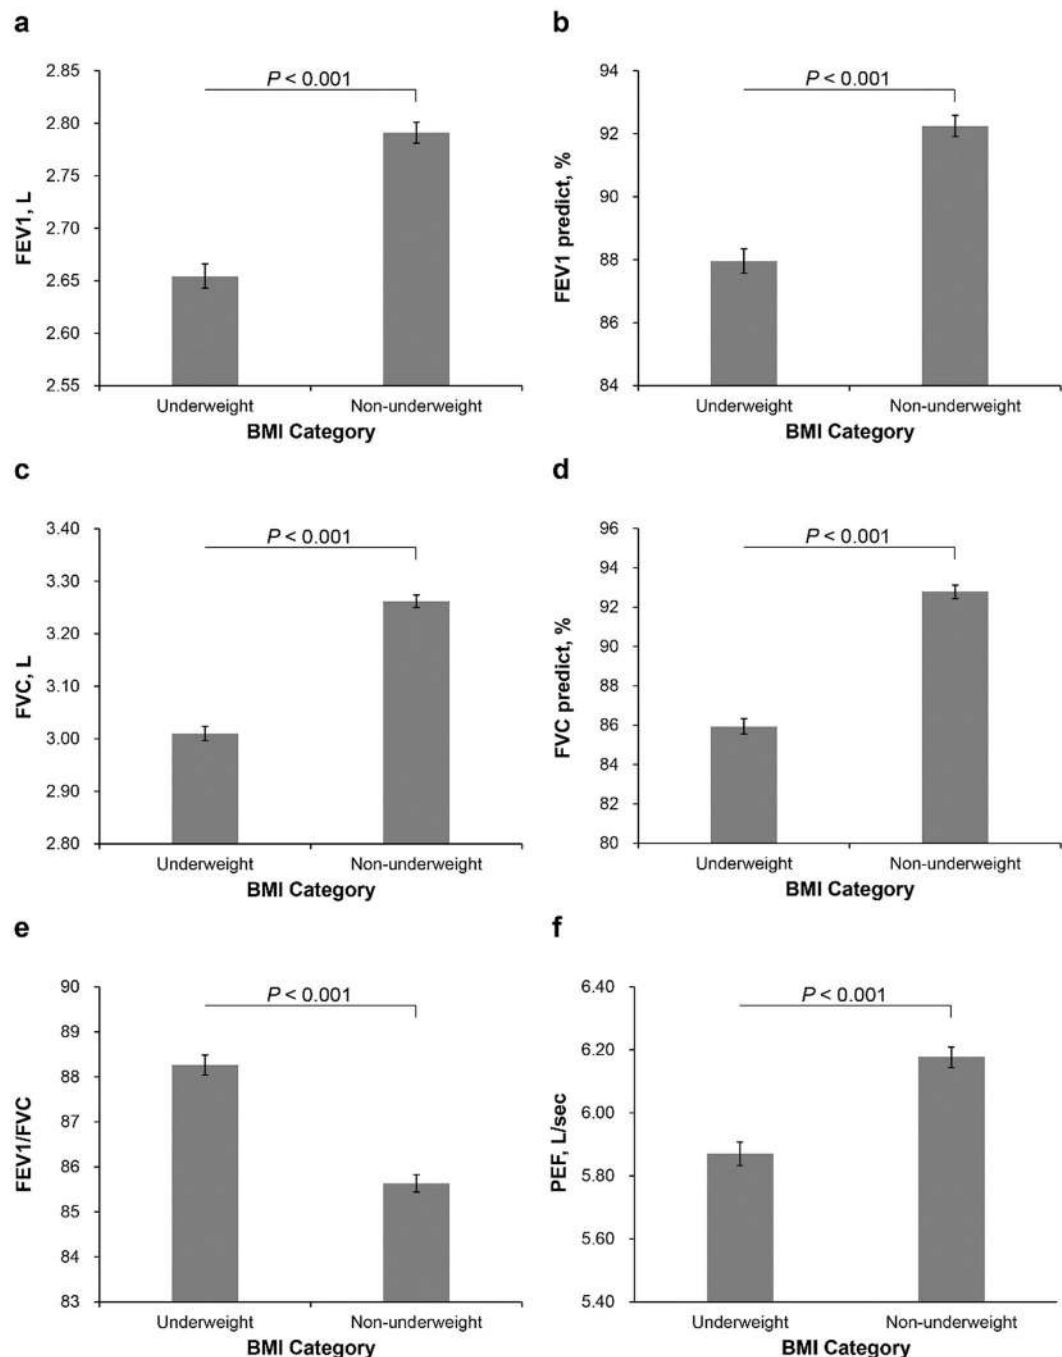 a
P < 0.001
FEV1, L
2.85
2.80
2.75
2.70
2.65
2.60
2.55
Underweight
Non-underweight
BMI Category
b
P < 0.001
FEV1 predict, %
94
92
90
88
86
84
Underweight
Non-underweight
BMI Category
c
P < 0.001
FVC, L
3.40
3.30
3.20
3.10
3.00
2.90
2.80
Underweight
Non-underweight
BMI Category
d
P < 0.001
FVC predict, %
96
94
92
90
88
86
84
82
80
Underweight
Non-underweight
BMI Category
e
P < 0.001
FEV1/FVC
90
89
88
87
86
85
84
83
Underweight
Non-underweight
BMI Category
f
P < 0.001
PEF, L/sec
6.40
6.20
6.00
5.80
5.60
5.40
Underweight
Non-underweight
BMI Category